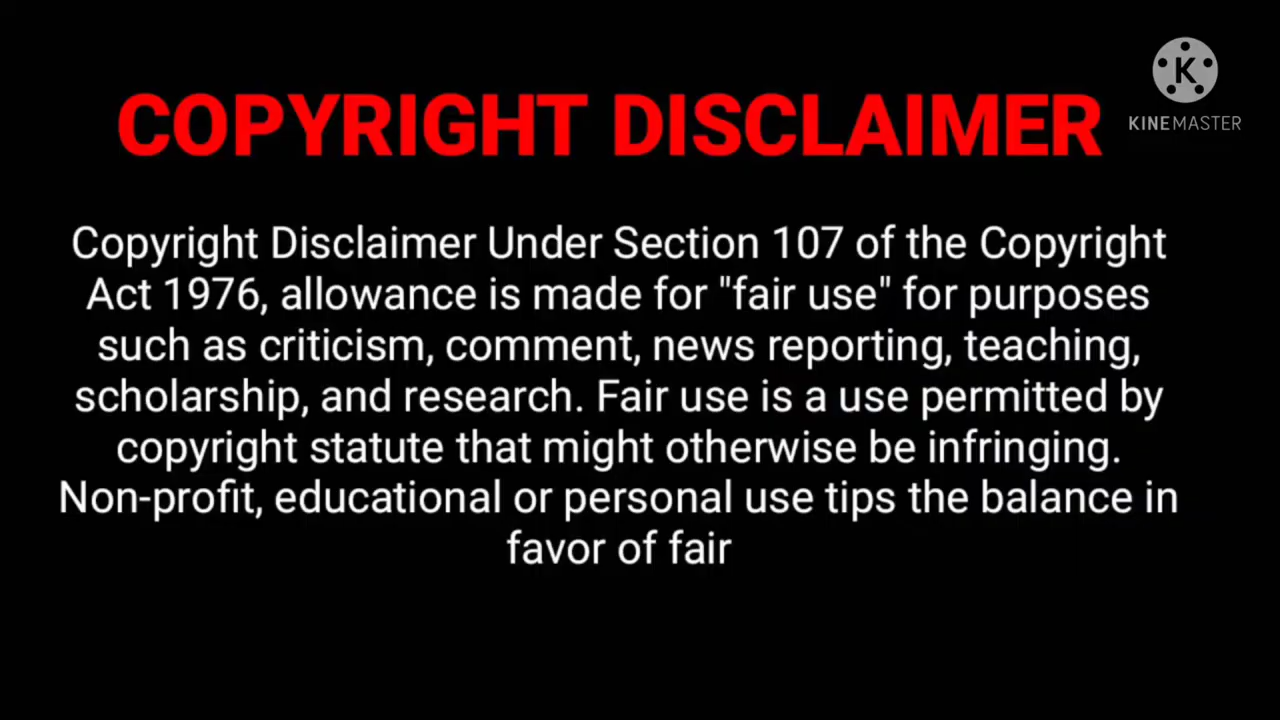 COPYRIGHT DISCLAIMER
K
KINEMASTER
Copyright Disclaimer Under Section 107 of the Copyright
Act 1976, allowance is made for "fair use" for purposes
such as criticism, comment, news reporting, teaching,
scholarship, and research. Fair use is a use permitted by
copyright statute that might otherwise be infringing.
Non-profit, educational or personal use tips the balance in
favor of fair